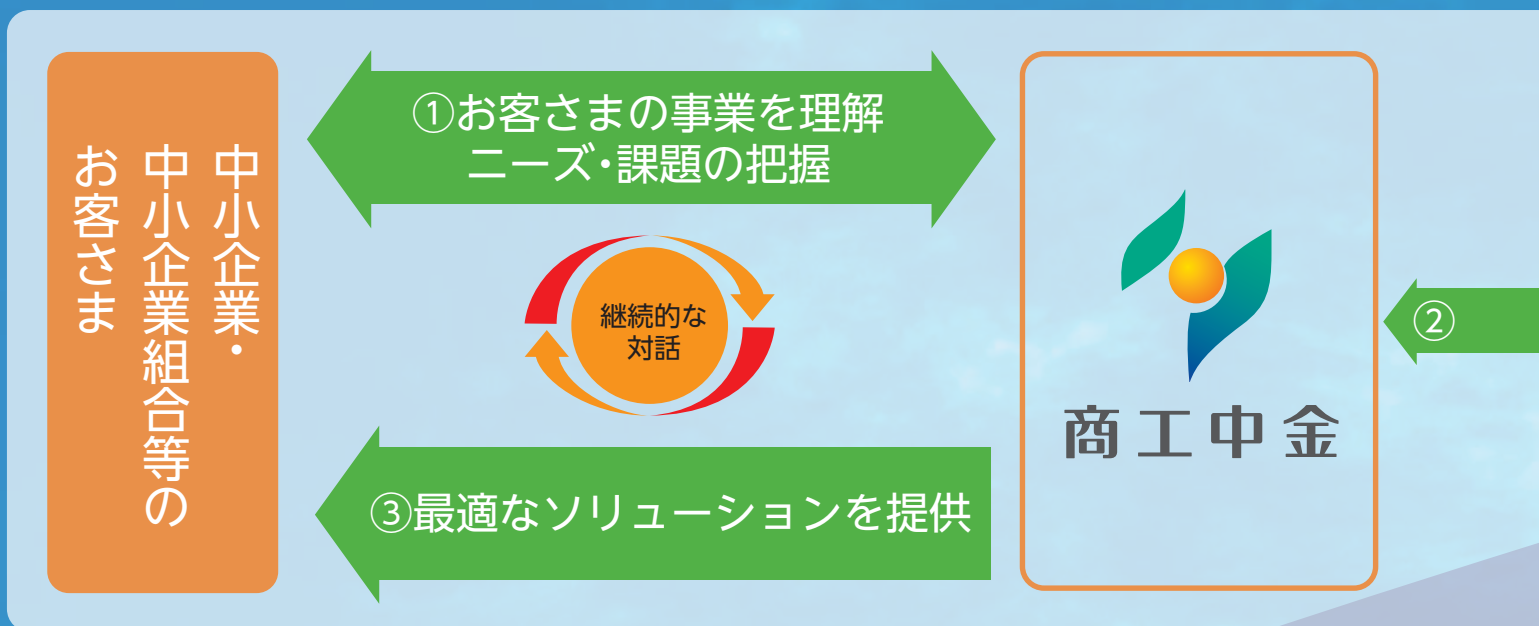 中小企業・
中小企業組合等の
お客さま
①お客さまの事業を理解
ニーズ・課題の把握
継続的な
対話
③最適なソリューションを提供
商工中金
②